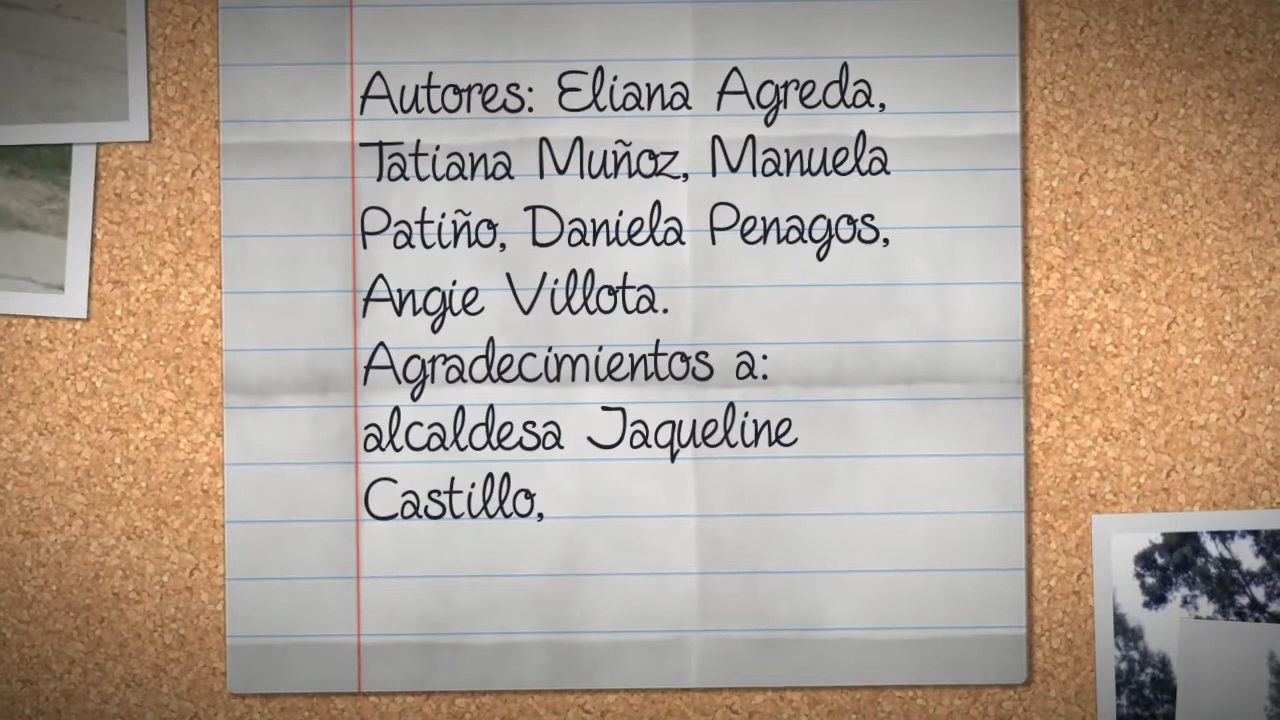 Autores: Eliana Agreda,
Tatiana Muñoz, Manuela
Patiño, Daniela Penagos,
Angie Villota.
Agradecimientos a:
alcaldesa Jaqueline
Castillo,